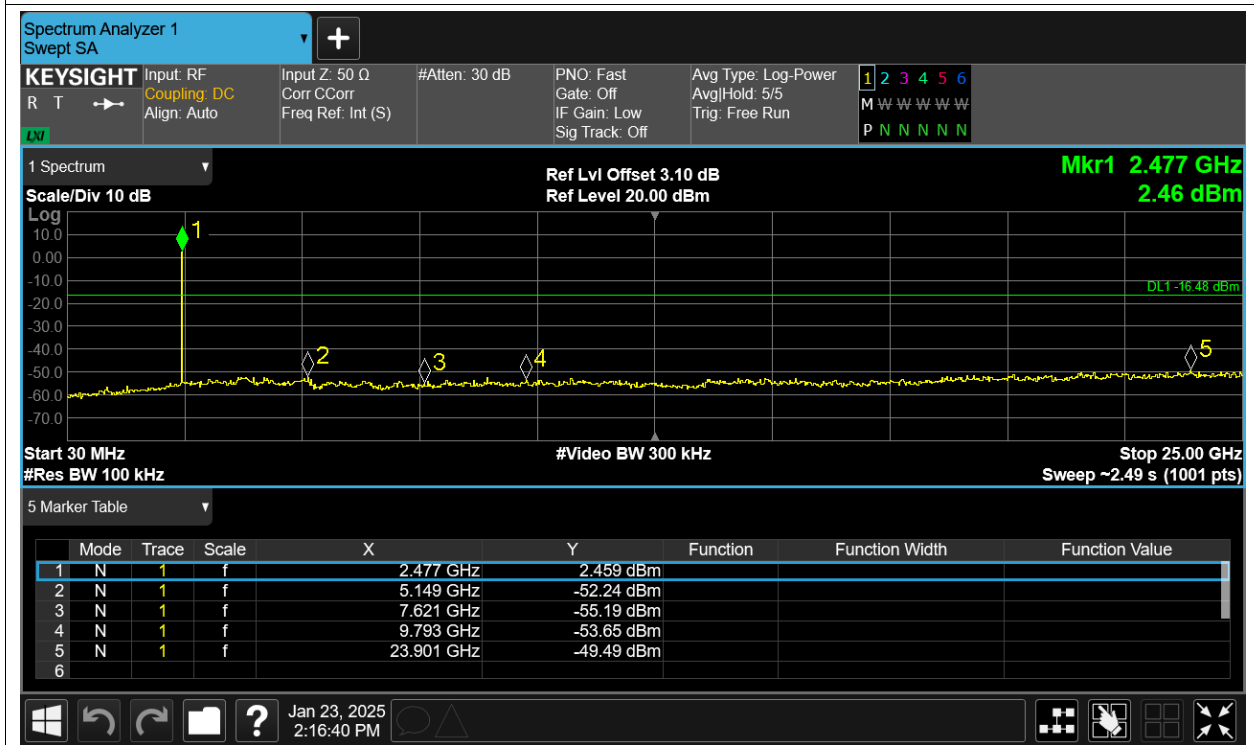 Spectrum Analyzer 1
Swept SA
KEYSIGHT
R T
LXI
Input: RF
Coupling: DC
Align: Auto
Input Z: 50 Ω
Corr CCorr
Freq Ref: Int (S)
#Atten: 30 dB
PNO: Fast
Gate: Off
IF Gain: Low
Sig Track: Off
Avg Type: Log-Power
Avg|Hold: 5/5
Trig: Free Run
1 2 3 4 5 6
M W W W W W
P N N N N N
1 Spectrum
Scale/Div 10 dB
Ref Lvl Offset 3.10 dB
Ref Level 20.00 dBm
Mkr1 2.477 GHz
2.46 dBm
Log
10.0
0.00
-10.0
-20.0
-30.0
-40.0
-50.0
-60.0
-70.0
1
2
3
4
5
DL1 -16.48 dBm
Start 30 MHz
#Res BW 100 kHz
#Video BW 300 kHz
Stop 25.00 GHz
Sweep ~2.49 s (1001 pts)
5 Marker Table
Mode Trace Scale X Y Function Function Width Function Value
1 N 1 f 2.477 GHz 2.459 dBm
2 N 1 f 5.149 GHz -52.24 dBm
3 N 1 f 7.621 GHz -55.19 dBm
4 N 1 f 9.793 GHz -53.65 dBm
5 N 1 f 23.901 GHz -49.49 dBm
6
?
Jan 23, 2025
2:16:40 PM